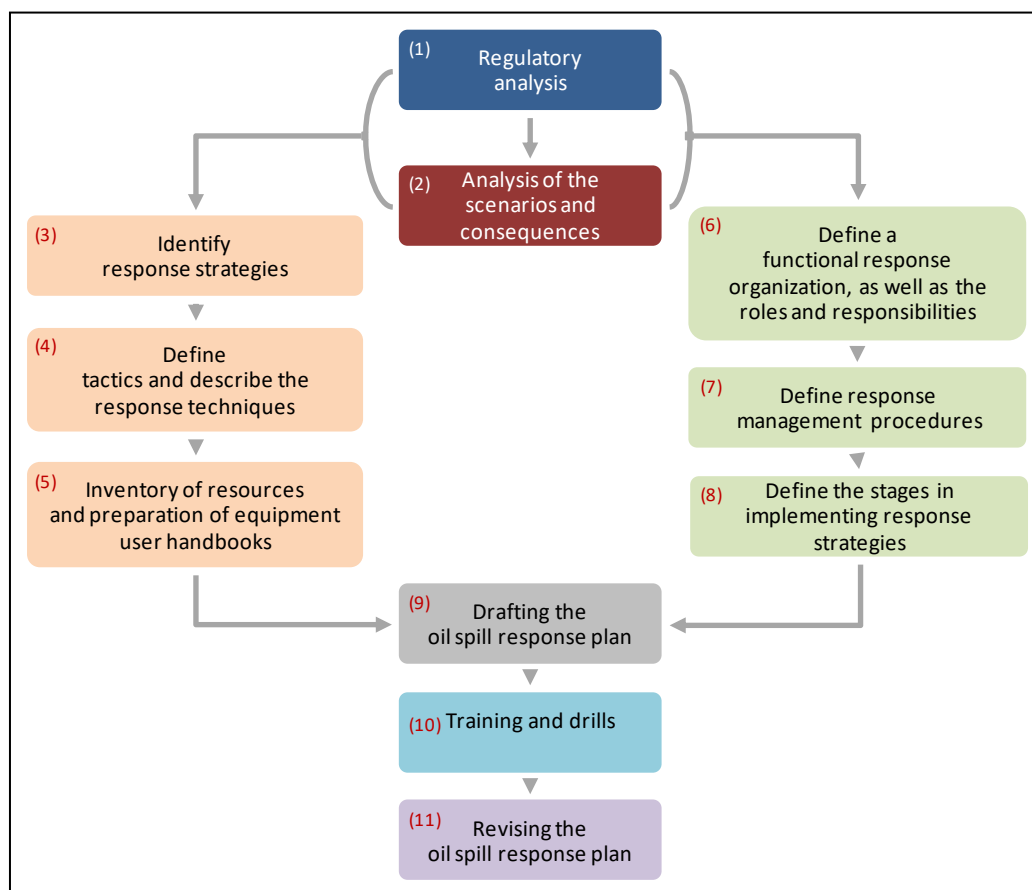 (1)
Regulatory
analysis
(2)
Analysis of the
scenarios and
consequences
(3)
Identify
response strategies
(4)
Define
tactics and describe the
response techniques
(5)
Inventory of resources
and preparation of equipment
user handbooks
(6)
Define a
functional response
organization, as well as the
roles and responsibilities
(7)
Define response
management procedures
(8)
Define the stages in
implementing response
strategies
(9)
Drafting the
oil spill response plan
(10)
Training and drills
(11)
Revising the
oil spill response plan